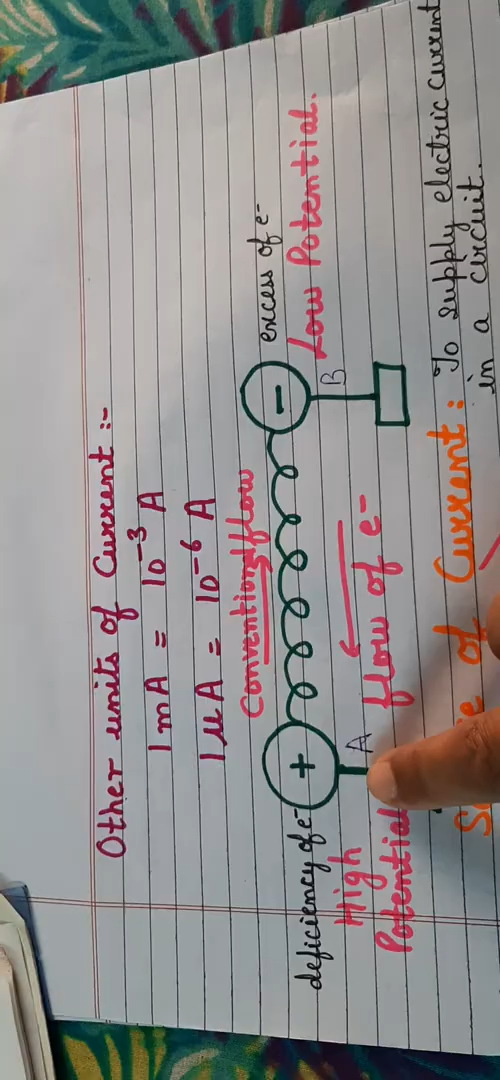 Other units of Current :-
1 mA = 10⁻³ A
1 μA = 10⁻⁶ A
Conventional flow
+
-
excess of e-
deficiency of e-
A
B
Low Potential.
High
Potential
flow of e-
Current : To supply electric current
in a circuit.